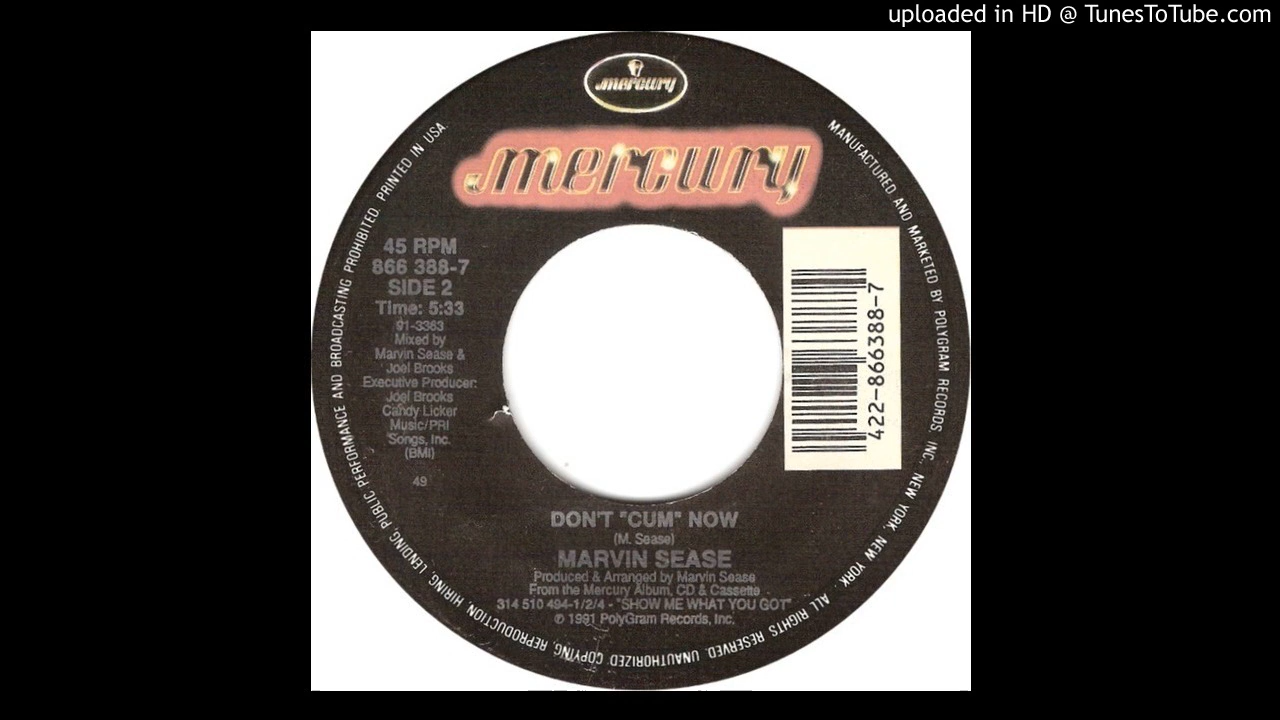 uploaded in HD @ TunesToTube.com
mercury
mercury
45 RPM
866 388-7
SIDE 2
Time: 5:33
91-3363
Mixed by
Marvin Sease &
Joel Brooks
Executive Producer:
Joel Brooks
Candy Licker
Music/PRI
Songs, Inc.
(BMI)
49
422-866388-7
DON'T "CUM" NOW
(M. Sease)
MARVIN SEASE
Produced & Arranged by Marvin Sease
From the Mercury Album, CD & Cassette
314 510 494-1/2/4 - "SHOW ME WHAT YOU GOT"
℗ 1991 PolyGram Records, Inc.
MANUFACTURED AND MARKETED BY POLYGRAM RECORDS, INC., NEW YORK, NEW YORK. ALL RIGHTS RESERVED. UNAUTHORIZED COPYING, REPRODUCTION, HIRING, LENDING, PUBLIC PERFORMANCE AND BROADCASTING PROHIBITED. PRINTED IN USA.